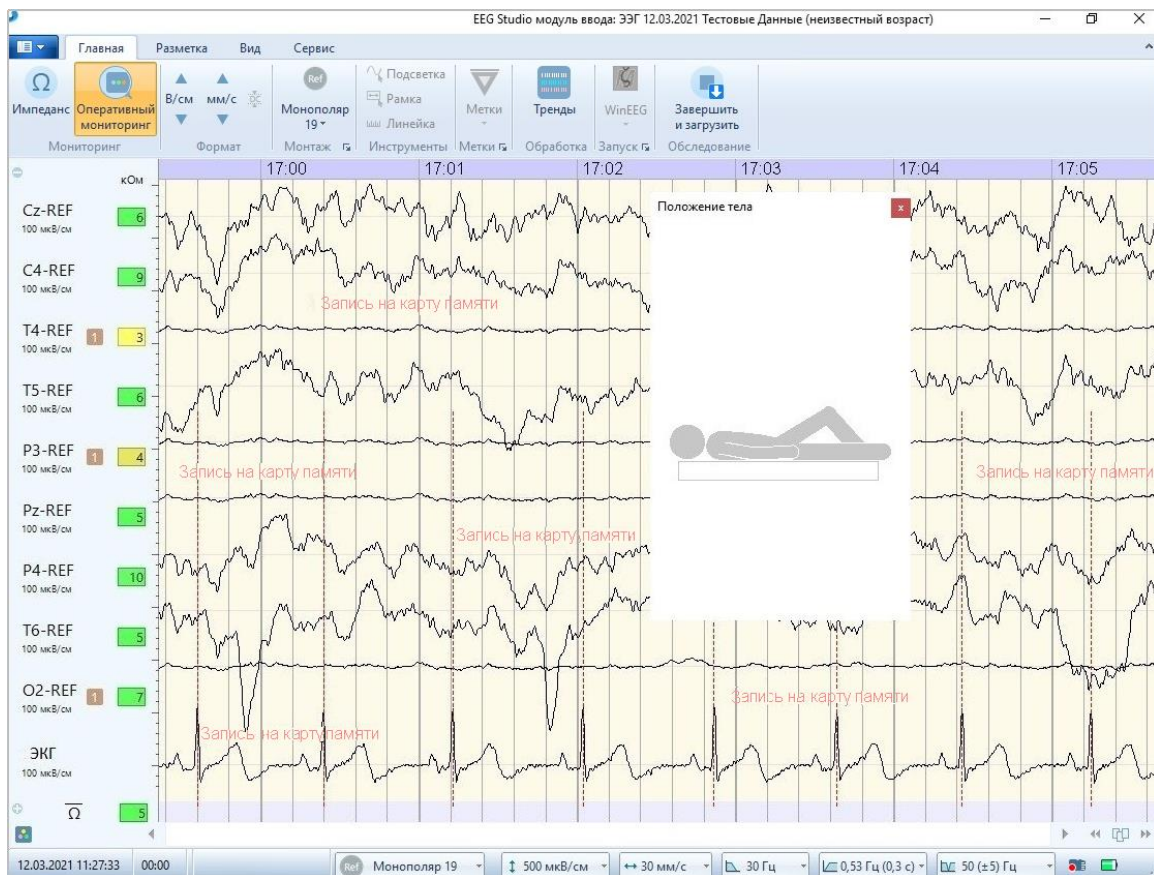 EEG Studio модуль ввода: ЭЭГ 12.03.2021 Тестовые Данные (неизвестный возраст)
Главная Разметка Вид Сервис
Ω Ref
В/см мм/с
Подсветка
Рамка
Линейка
Импеданс Оперативный мониторинг Монополяр 19 Метки Тренды WinEEG Завершить и загрузить
Мониторинг Формат Монтаж Инструменты Метки Обработка Запуск Обследование
17:00 17:01 17:02 17:03 17:04 17:05
кОм
Положение тела x
Cz-REF 6
100 мкВ/см
C4-REF 9
100 мкВ/см
Запись на карту памяти
T4-REF 1 3
100 мкВ/см
T5-REF 6
100 мкВ/см
P3-REF 1 4
100 мкВ/см
Запись на карту памяти Запись на карту памяти
Pz-REF 5
100 мкВ/см
Запись на карту памяти
P4-REF 10
100 мкВ/см
T6-REF 5
100 мкВ/см
O2-REF 1 7
100 мкВ/см
Запись на карту памяти
Запись на карту памяти
ЭКГ
100 мкВ/см
Ω 5
12.03.2021 11:27:33 00:00 Ref Монополяр 19 500 мкВ/см 30 мм/с 30 Гц 0,53 Гц (0,3 с) 50 (±5) Гц